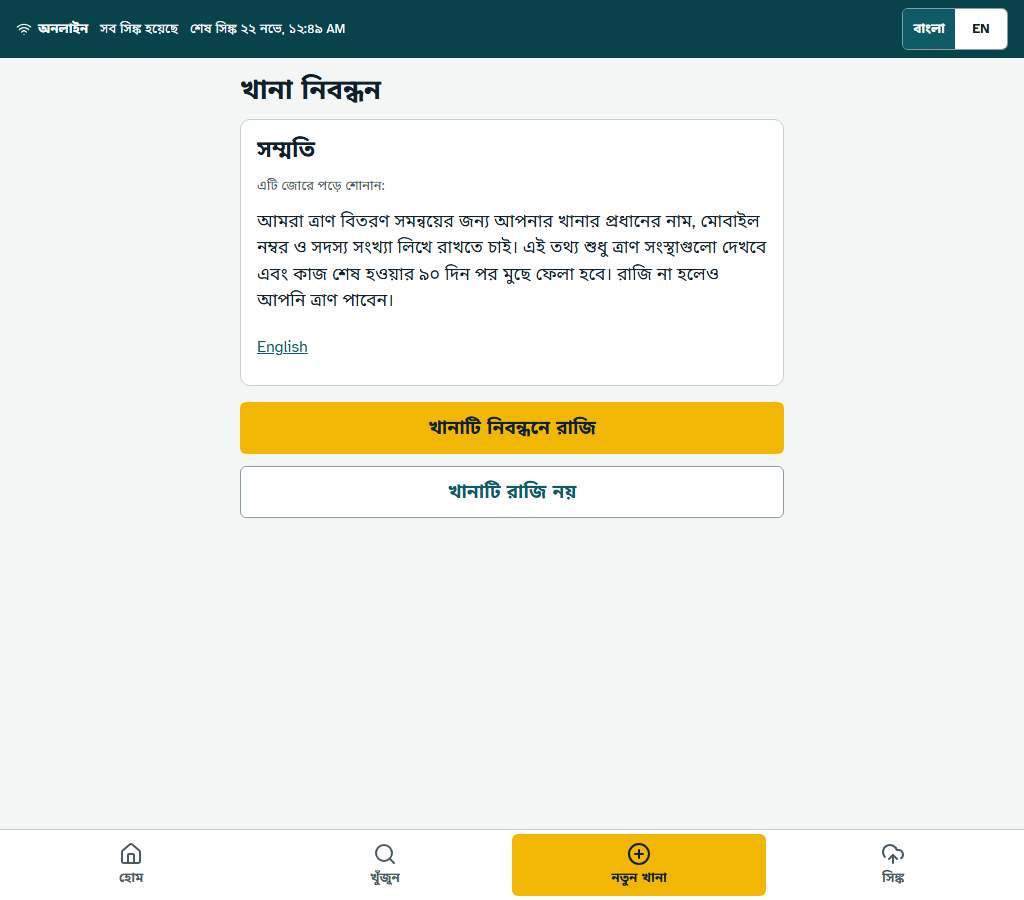 অনলাইন সব সিঙ্ক হয়েছে শেষ সিঙ্ক ২২ নভে, ১২:৪৯ AM
বাংলা EN
খানা নিবন্ধন
সম্মতি
এটি জোরে পড়ে শোনান:
আমরা ত্রাণ বিতরণ সমন্বয়ের জন্য আপনার খানার প্রধানের নাম, মোবাইল
নম্বর ও সদস্য সংখ্যা লিখে রাখতে চাই। এই তথ্য শুধু ত্রাণ সংস্থাগুলো দেখবে
এবং কাজ শেষ হওয়ার ৯০ দিন পর মুছে ফেলা হবে। রাজি না হলেও
আপনি ত্রাণ পাবেন।
English
খানাটি নিবন্ধনে রাজি
খানাটি রাজি নয়
হোম খুঁজুন নতুন খানা সিঙ্ক